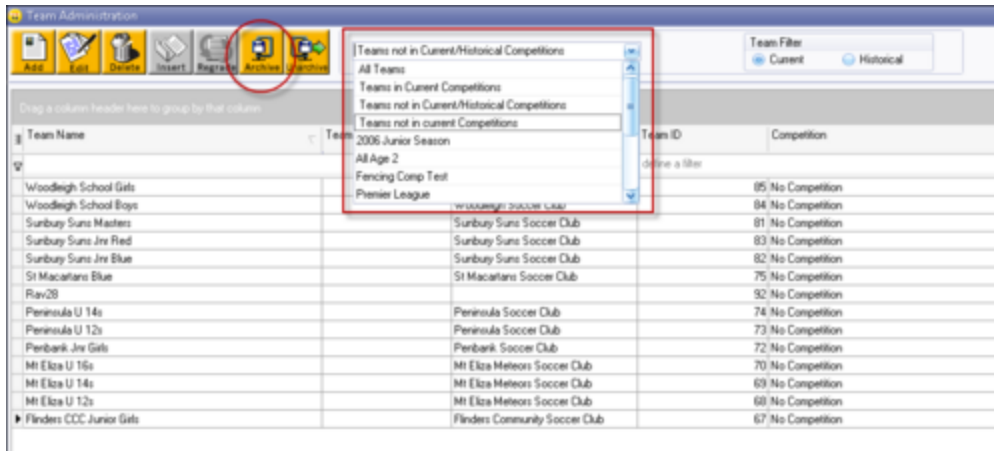 Team Administration
Add Edit Delete Insert Regrade Archive Unarchive
Teams not in Current/Historical Competitions
All Teams
Teams in Current Competitions
Teams not in Current/Historical Competitions
Teams not in current Competitions
2006 Junior Season
All Age 2
Fencing Comp Test
Premier League
Team Filter
Current Historical
Drag a column header here to group by that column
Team Name Team Team ID Competition
define a filter
Woodleigh School Girls 85 No Competition
Woodleigh School Boys Woodleigh Soccer Club 84 No Competition
Sunbury Suns Masters Sunbury Suns Soccer Club 81 No Competition
Sunbury Suns Jnr Red Sunbury Suns Soccer Club 83 No Competition
Sunbury Suns Jnr Blue Sunbury Suns Soccer Club 82 No Competition
St Macartans Blue St Macartans Soccer Club 75 No Competition
Rav28 92 No Competition
Peninsula U 14s Peninsula Soccer Club 74 No Competition
Peninsula U 12s Peninsula Soccer Club 73 No Competition
Penbank Jnr Girls Penbank Soccer Club 72 No Competition
Mt Eliza U 16s Mt Eliza Meteors Soccer Club 70 No Competition
Mt Eliza U 14s Mt Eliza Meteors Soccer Club 69 No Competition
Mt Eliza U 12s Mt Eliza Meteors Soccer Club 68 No Competition
Flinders CCC Junior Girls Flinders Community Soccer Club 67 No Competition